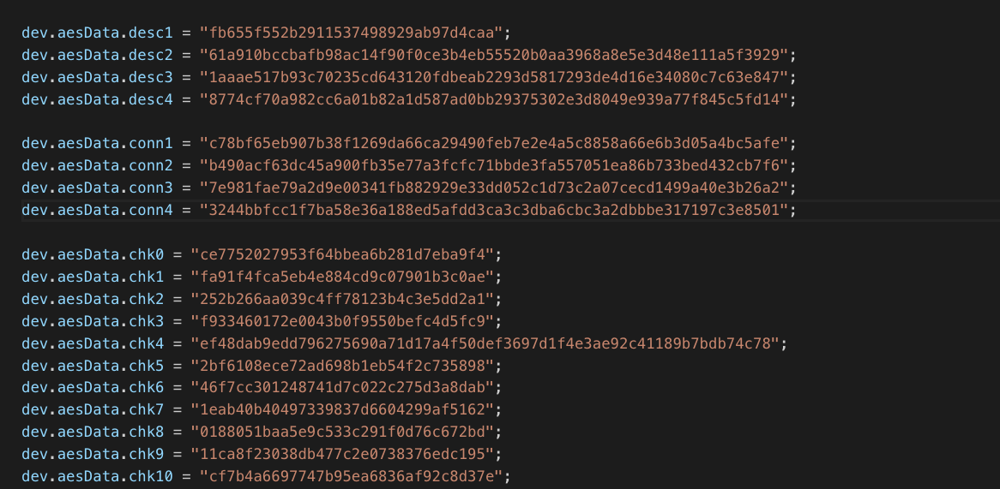 dev.aesData.desc1 = "fb655f552b2911537498929ab97d4caa";
dev.aesData.desc2 = "61a910bccbafb98ac14f90f0ce3b4eb55520b0aa3968a8e5e3d48e111a5f3929";
dev.aesData.desc3 = "1aaae517b93c70235cd643120fdbeab2293d5817293de4d16e34080c7c63e847";
dev.aesData.desc4 = "8774cf70a982cc6a01b82a1d587ad0bb29375302e3d8049e939a77f845c5fd14";
dev.aesData.conn1 = "c78bf65eb907b38f1269da66ca29490feb7e2e4a5c8858a66e6b3d05a4bc5afe";
dev.aesData.conn2 = "b490acf63dc45a900fb35e77a3fcfc71bbde3fa557051ea86b733bed432cb7f6";
dev.aesData.conn3 = "7e981fae79a2d9e00341fb882929e33dd052c1d73c2a07cecd1499a40e3b26a2";
dev.aesData.conn4 = "3244bbfcc1f7ba58e36a188ed5afdd3ca3c3dba6cbc3a2dbbbe317197c3e8501";
dev.aesData.chk0 = "ce7752027953f64bbea6b281d7eba9f4";
dev.aesData.chk1 = "fa91f4fca5eb4e884cd9c07901b3c0ae";
dev.aesData.chk2 = "252b266aa039c4ff78123b4c3e5dd2a1";
dev.aesData.chk3 = "f933460172e0043b0f9550befc4d5fc9";
dev.aesData.chk4 = "ef48dab9edd796275690a71d17a4f50def3697d1f4e3ae92c41189b7bdb74c78";
dev.aesData.chk5 = "2bf6108ece72ad698b1eb54f2c735898";
dev.aesData.chk6 = "46f7cc301248741d7c022c275d3a8dab";
dev.aesData.chk7 = "1eab40b40497339837d6604299af5162";
dev.aesData.chk8 = "0188051baa5e9c533c291f0d76c672bd";
dev.aesData.chk9 = "11ca8f23038db477c2e0738376edc195";
dev.aesData.chk10 = "cf7b4a6697747b95ea6836af92c8d37e";